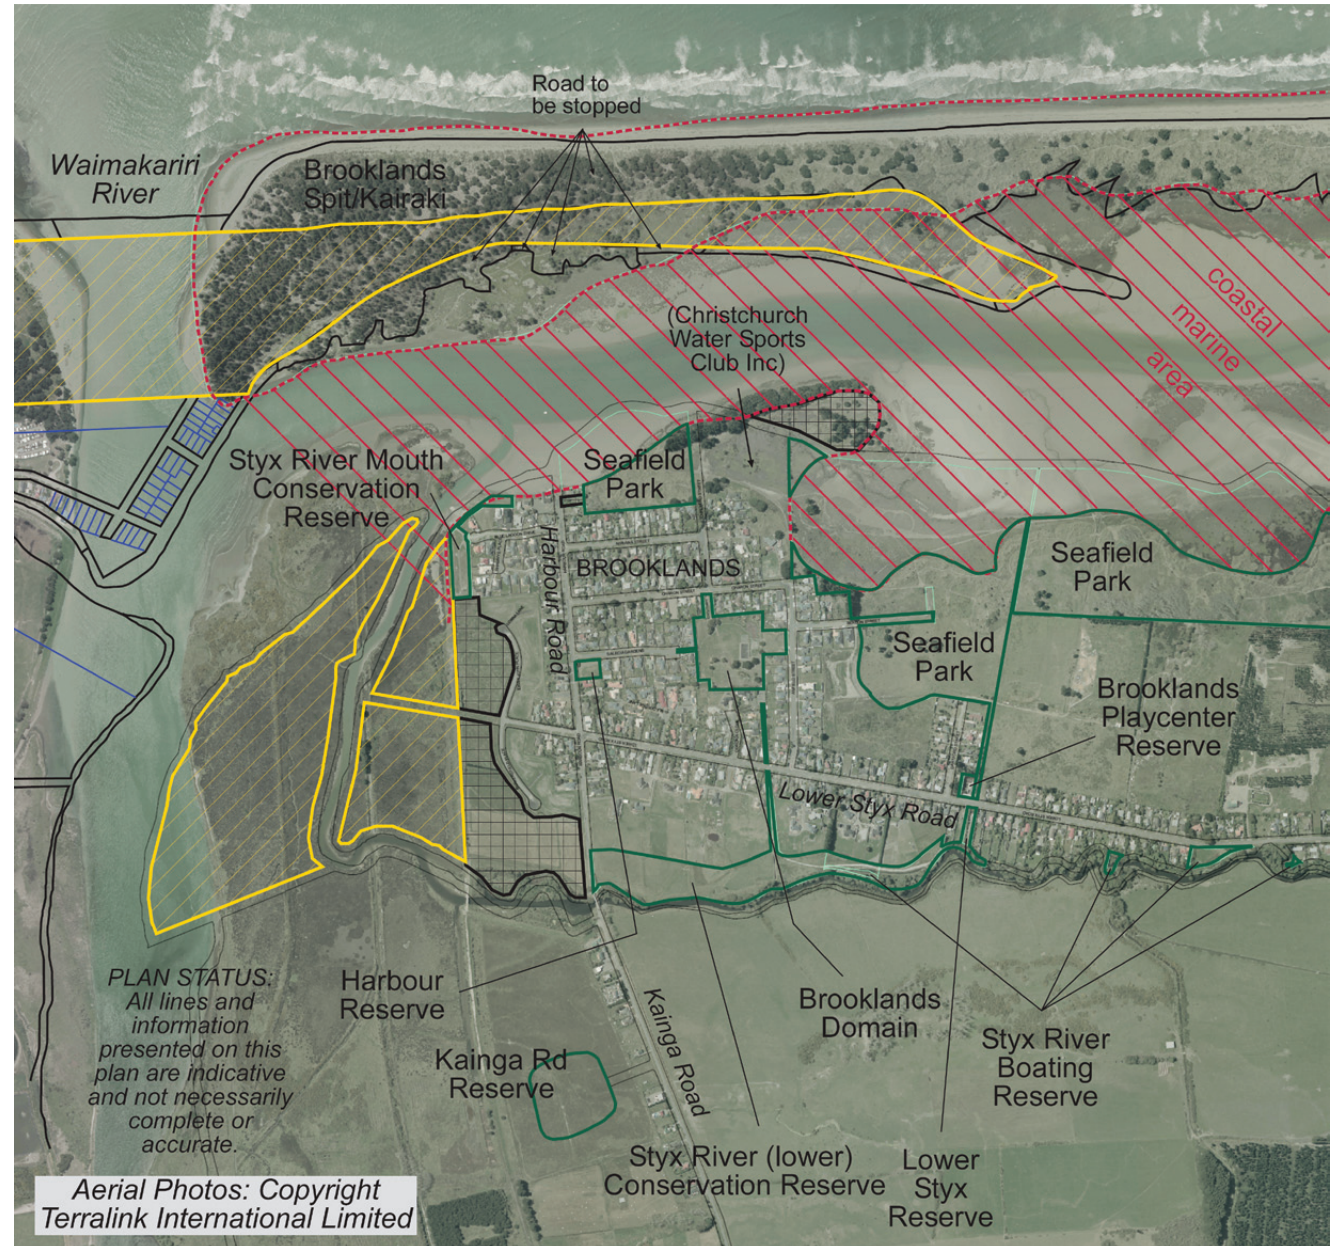 Road to
be stopped
Waimakariri
River
Brooklands
Spit/Kairaki
coastal
marine
area
(Christchurch
Water Sports
Club Inc)
Styx River Mouth
Conservation
Reserve
Seafield
Park
Harbour Road
BROOKLANDS
Seafield
Park
Seafield
Park
Brooklands
Playcenter
Reserve
Lower Styx Road
PLAN STATUS:
All lines and
information
presented on this
plan are indicative
and not necessarily
complete or
accurate.
Harbour
Reserve
Kainga Rd
Reserve
Kainga Road
Brooklands
Domain
Styx River
Boating
Reserve
Styx River (lower)
Conservation Reserve
Lower
Styx
Reserve
Aerial Photos: Copyright
Terralink International Limited